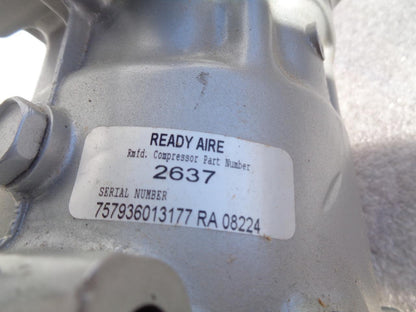 READY AIRE
Rmfd. Compressor Part Number
2637
SERIAL NUMBER
757936013177 RA 08224